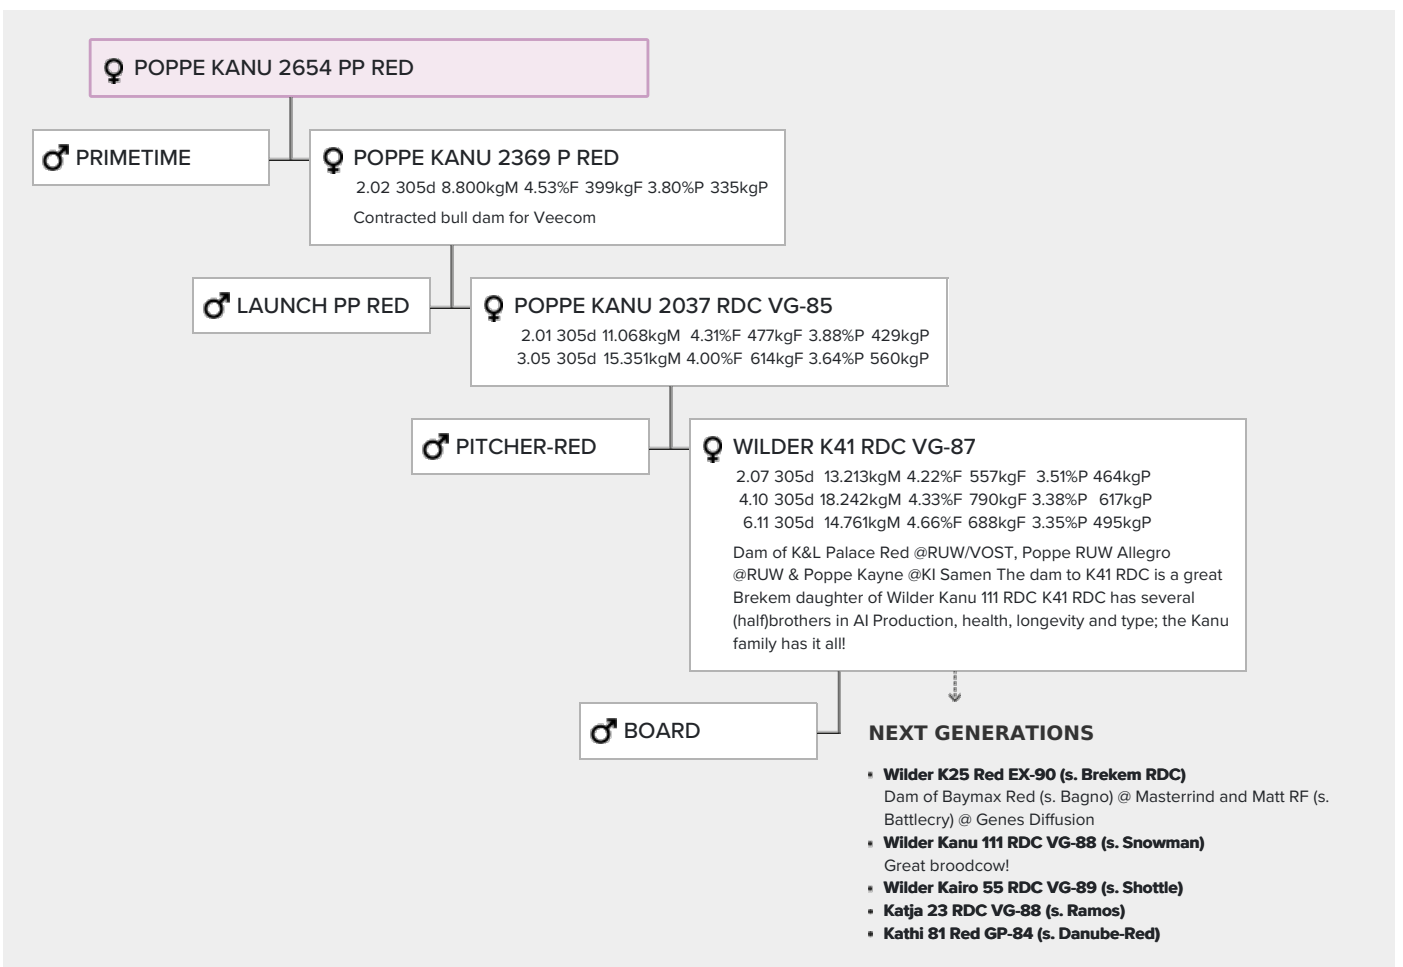 POPPE KANU 2654 PP RED
PRIMETIME
POPPE KANU 2369 P RED
2.02 305d 8.800kgM 4.53%F 399kgF 3.80%P 335kgP
Contracted bull dam for Veecom
LAUNCH PP RED
POPPE KANU 2037 RDC VG-85
2.01 305d 11.068kgM 4.31%F 477kgF 3.88%P 429kgP
3.05 305d 15.351kgM 4.00%F 614kgF 3.64%P 560kgP
PITCHER-RED
WILDER K41 RDC VG-87
2.07 305d 13.213kgM 4.22%F 557kgF 3.51%P 464kgP
4.10 305d 18.242kgM 4.33%F 790kgF 3.38%P 617kgP
6.11 305d 14.761kgM 4.66%F 688kgF 3.35%P 495kgP
Dam of K&L Palace Red @RUW/VOST, Poppe RUW Allegro
@RUW & Poppe Kayne @KI Samen The dam to K41 RDC is a great
Brekem daughter of Wilder Kanu 111 RDC K41 RDC has several
(half)brothers in AI Production, health, longevity and type; the Kanu
family has it all!
BOARD
NEXT GENERATIONS
▪ Wilder K25 Red EX-90 (s. Brekem RDC)
Dam of Baymax Red (s. Bagno) @ Masterrind and Matt RF (s.
Battlecry) @ Genes Diffusion
▪ Wilder Kanu 111 RDC VG-88 (s. Snowman)
Great broodcow!
▪ Wilder Kairo 55 RDC VG-89 (s. Shottle)
▪ Katja 23 RDC VG-88 (s. Ramos)
▪ Kathi 81 Red GP-84 (s. Danube-Red)